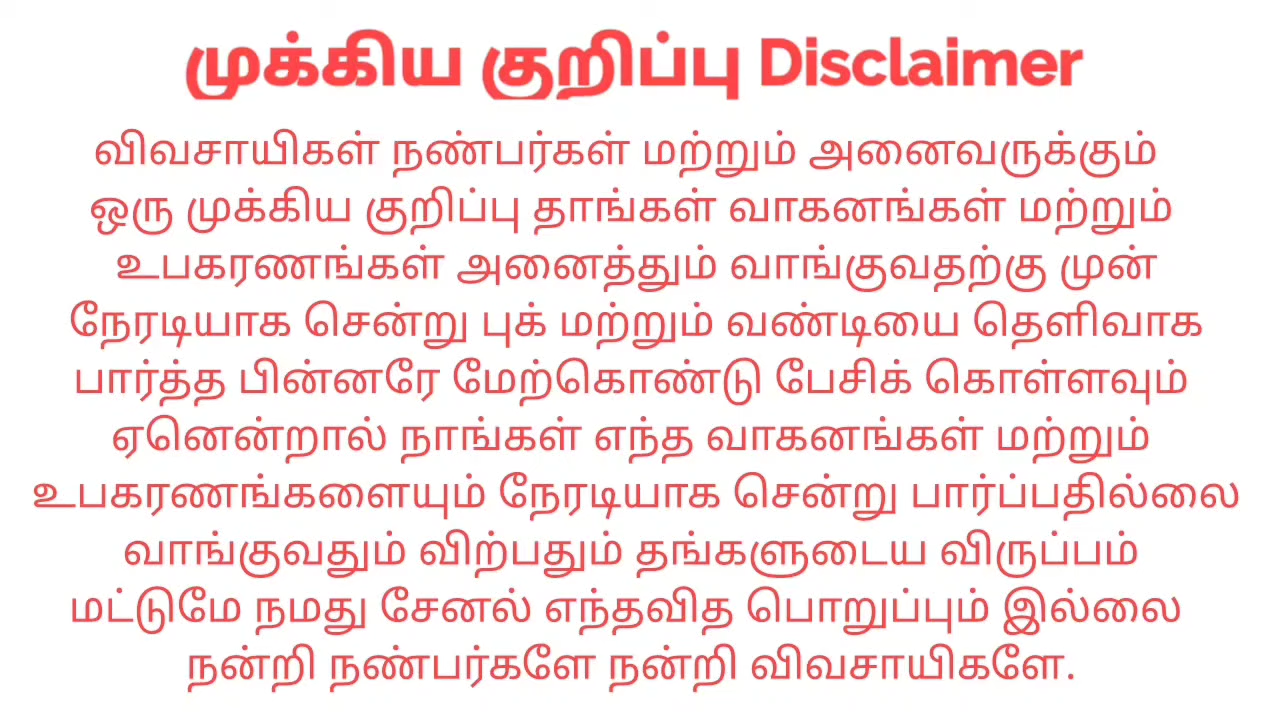 முக்கிய குறிப்பு Disclaimer
விவசாயிகள் நண்பர்கள் மற்றும் அனைவருக்கும்
ஒரு முக்கிய குறிப்பு தாங்கள் வாகனங்கள் மற்றும்
உபகரணங்கள் அனைத்தும் வாங்குவதற்கு முன்
நேரடியாக சென்று புக் மற்றும் வண்டியை தெளிவாக
பார்த்த பின்னரே மேற்கொண்டு பேசிக் கொள்ளவும்
ஏனென்றால் நாங்கள் எந்த வாகனங்கள் மற்றும்
உபகரணங்களையும் நேரடியாக சென்று பார்ப்பதில்லை
வாங்குவதும் விற்பதும் தங்களுடைய விருப்பம்
மட்டுமே நமது சேனல் எந்தவித பொறுப்பும் இல்லை
நன்றி நண்பர்களே நன்றி விவசாயிகளே.